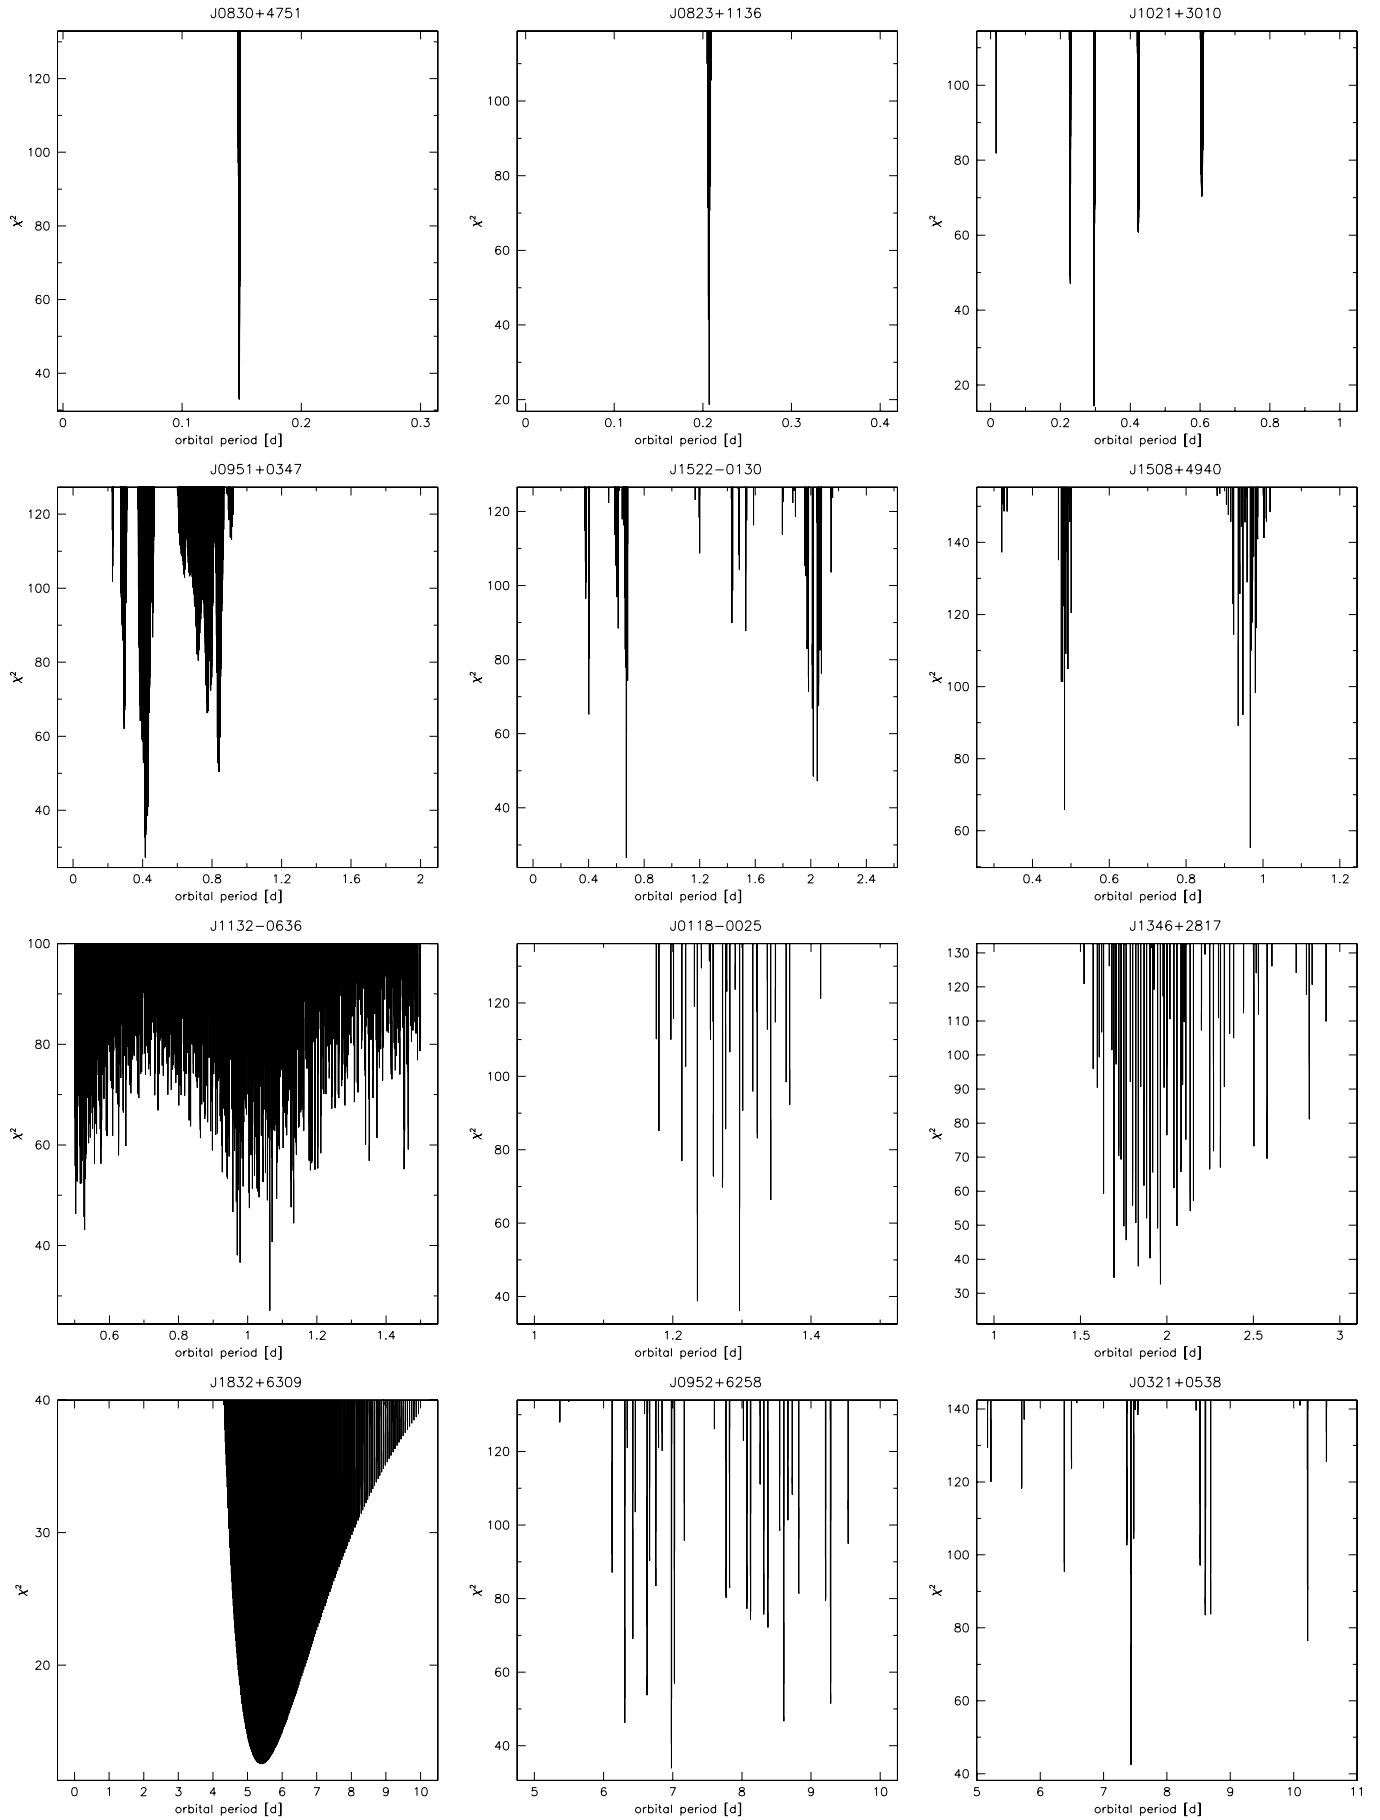 J0830+4751 J0823+1136 J1021+3010
χ² 120 100 80 60 40
0 0.1 0.2 0.3
orbital period [d]
χ² 100 80 60 40 20
0 0.1 0.2 0.3 0.4
orbital period [d]
χ² 100 80 60 40 20
0 0.2 0.4 0.6 0.8 1
orbital period [d]
J0951+0347 J1522−0130 J1508+4940
χ² 120 100 80 60 40
0 0.4 0.8 1.2 1.6 2
orbital period [d]
χ² 120 100 80 60 40
0 0.4 0.8 1.2 1.6 2 2.4
orbital period [d]
χ² 140 120 100 80 60
0.4 0.6 0.8 1 1.2
orbital period [d]
J1132−0636 J0118−0025 J1346+2817
χ² 100 80 60 40
0.6 0.8 1 1.2 1.4
orbital period [d]
χ² 120 100 80 60 40
1 1.2 1.4
orbital period [d]
χ² 130 120 110 100 90 80 70 60 50 40 30
1 1.5 2 2.5 3
orbital period [d]
J1832+6309 J0952+6258 J0321+0538
χ² 40 30 20
0 1 2 3 4 5 6 7 8 9 10
orbital period [d]
χ² 120 100 80 60 40
5 6 7 8 9 10
orbital period [d]
χ² 140 120 100 80 60 40
5 6 7 8 9 10 11
orbital period [d]